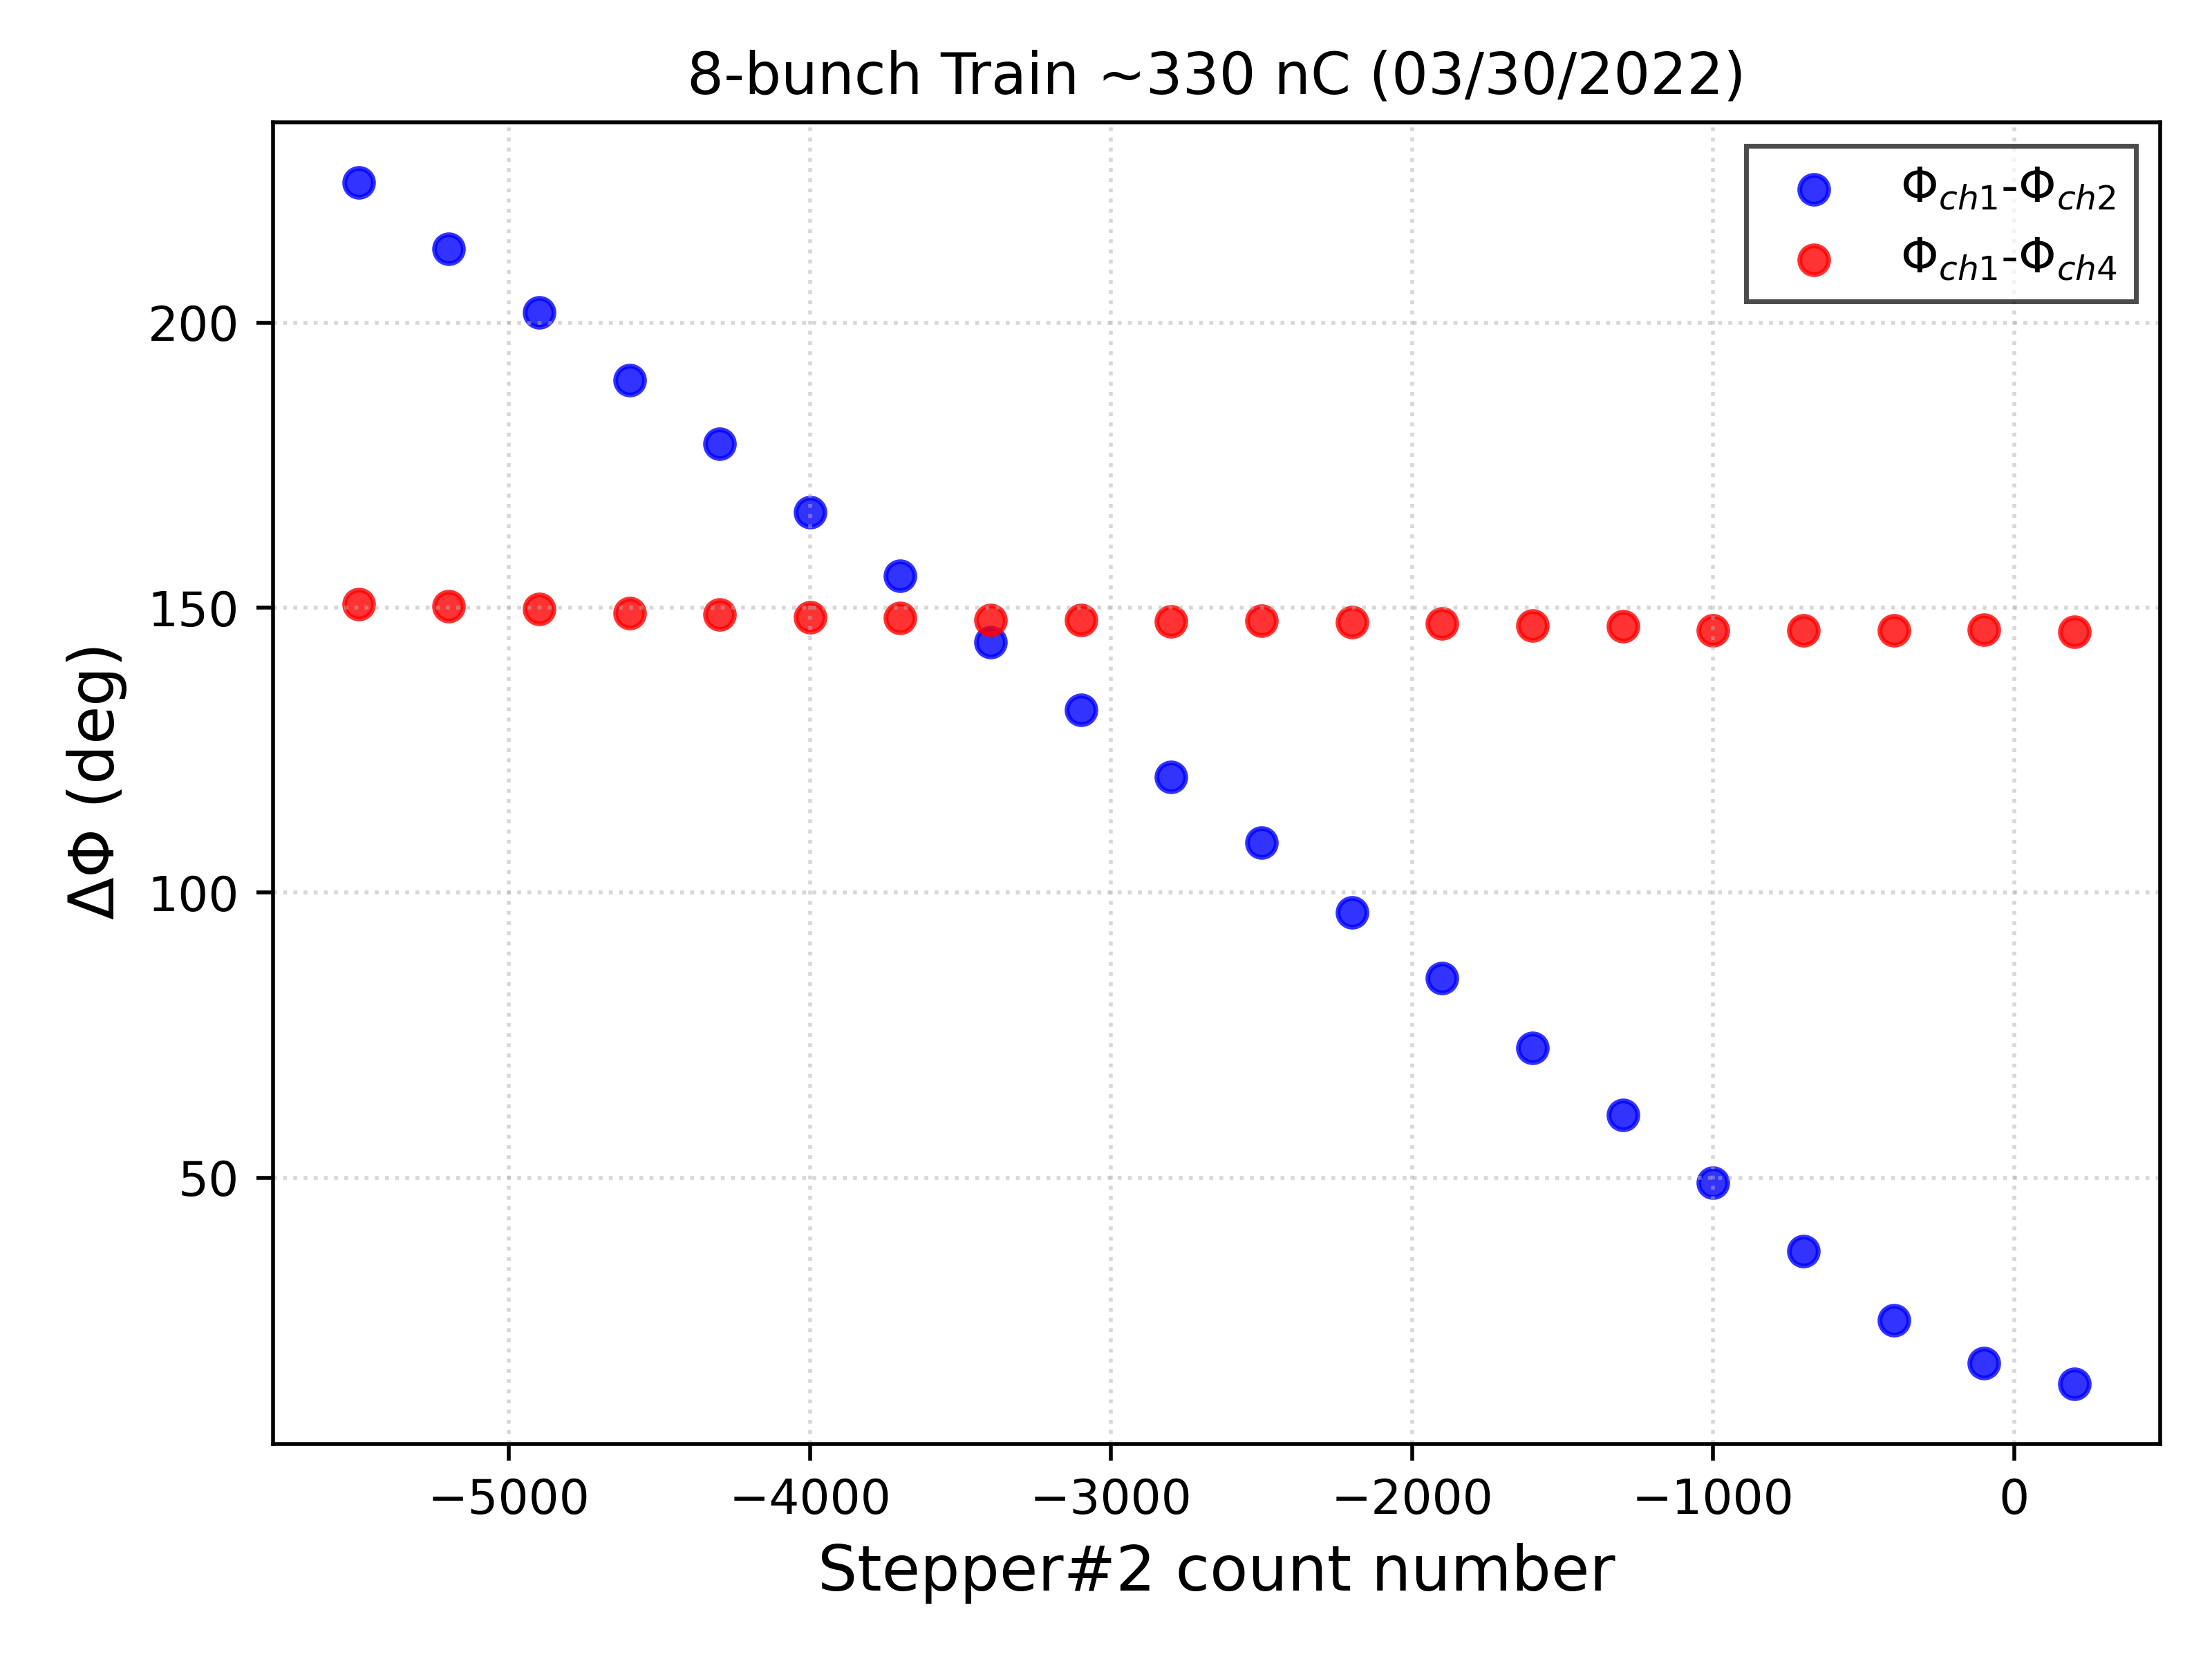 8-bunch Train ~330 nC (03/30/2022)
Φch1-Φch2
Φch1-Φch4
200
150
100
50
ΔΦ (deg)
−5000 −4000 −3000 −2000 −1000 0
Stepper#2 count number